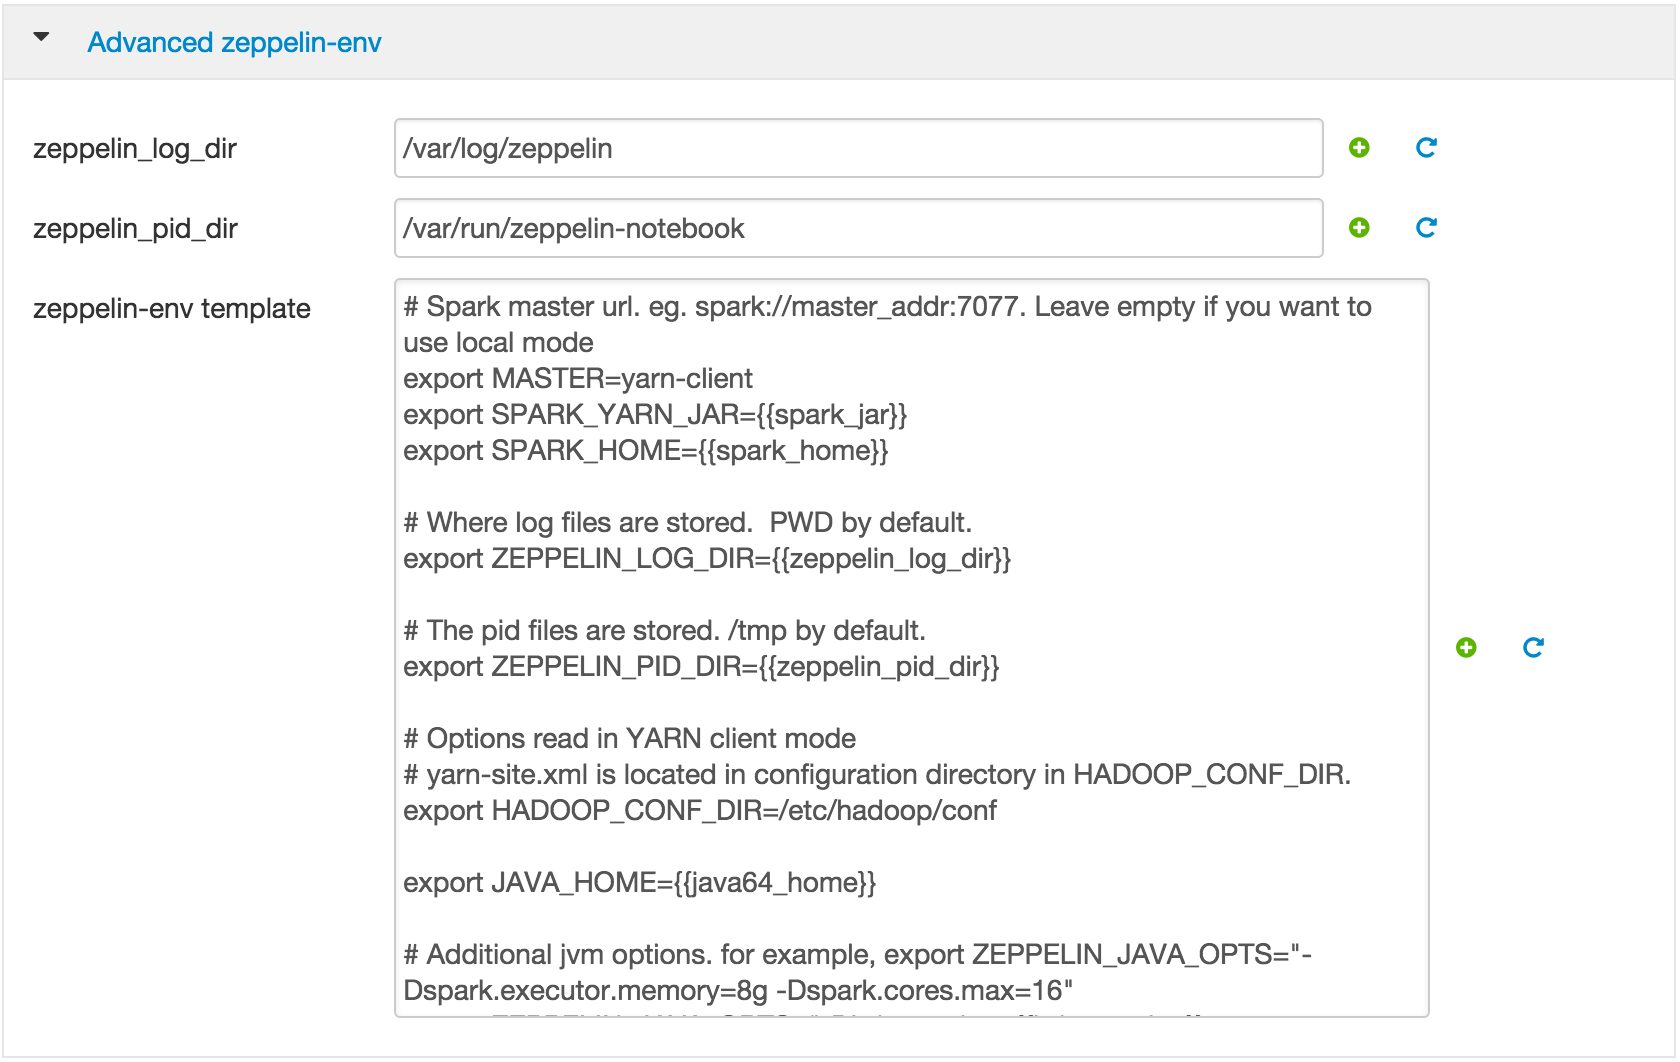 Advanced zeppelin-env
zeppelin_log_dir
/var/log/zeppelin
zeppelin_pid_dir
/var/run/zeppelin-notebook
zeppelin-env template
# Spark master url. eg. spark://master_addr:7077. Leave empty if you want to
use local mode
export MASTER=yarn-client
export SPARK_YARN_JAR={{spark_jar}}
export SPARK_HOME={{spark_home}}
# Where log files are stored.  PWD by default.
export ZEPPELIN_LOG_DIR={{zeppelin_log_dir}}
# The pid files are stored. /tmp by default.
export ZEPPELIN_PID_DIR={{zeppelin_pid_dir}}
# Options read in YARN client mode
# yarn-site.xml is located in configuration directory in HADOOP_CONF_DIR.
export HADOOP_CONF_DIR=/etc/hadoop/conf
export JAVA_HOME={{java64_home}}
# Additional jvm options. for example, export ZEPPELIN_JAVA_OPTS="-
Dspark.executor.memory=8g -Dspark.cores.max=16"